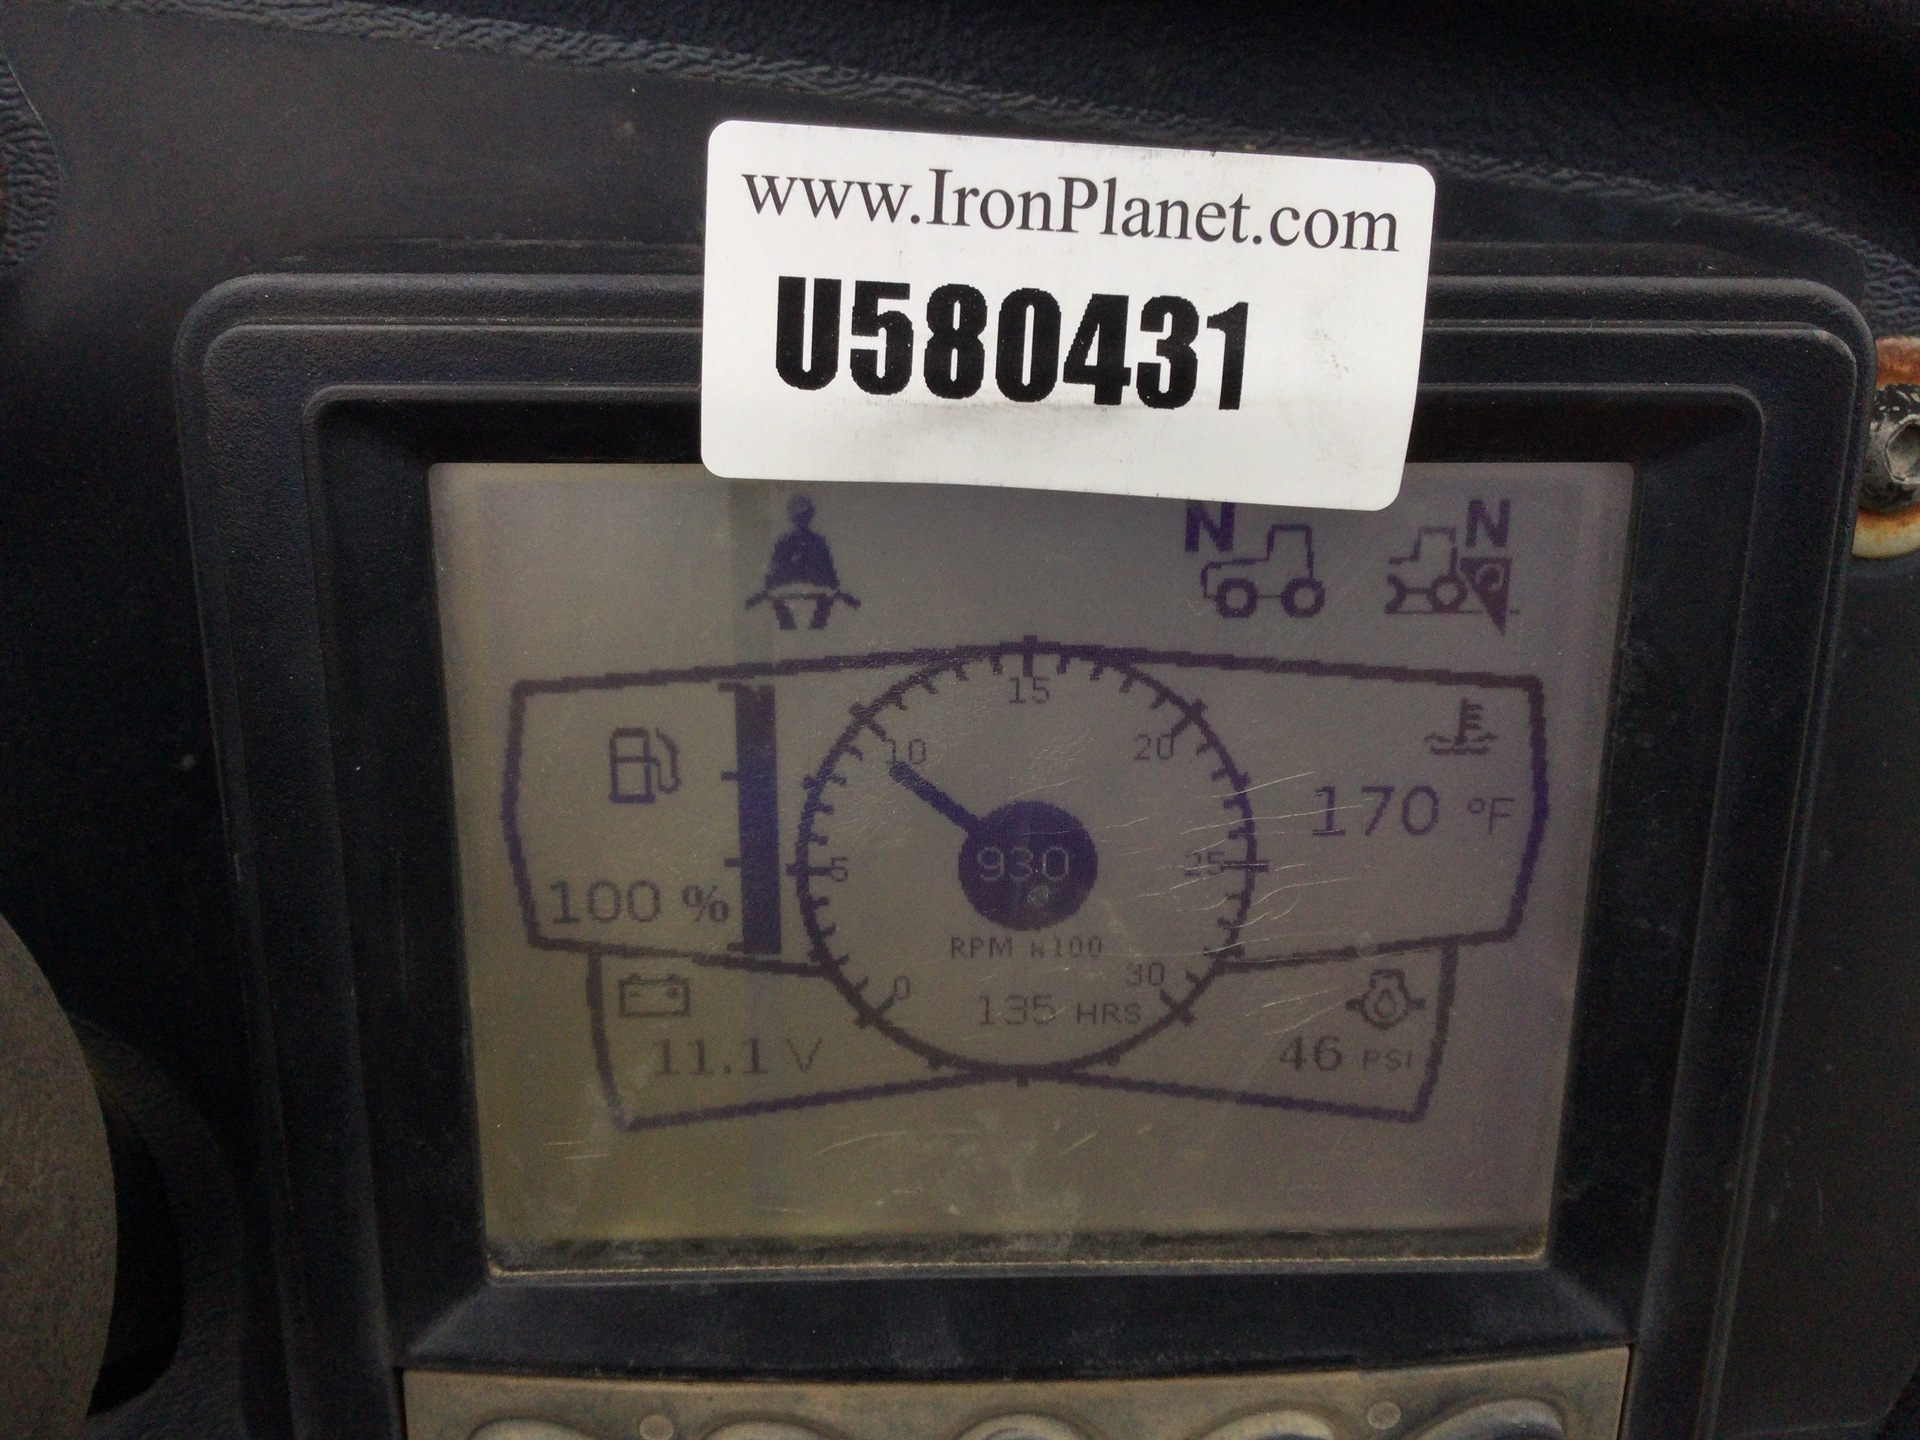 www.IronPlanet.com
U580431
N N
15
10 20
170 °F
930
5 25
100 %
RPM x100
0 30
135 HRS
11.1 V 46 PSI